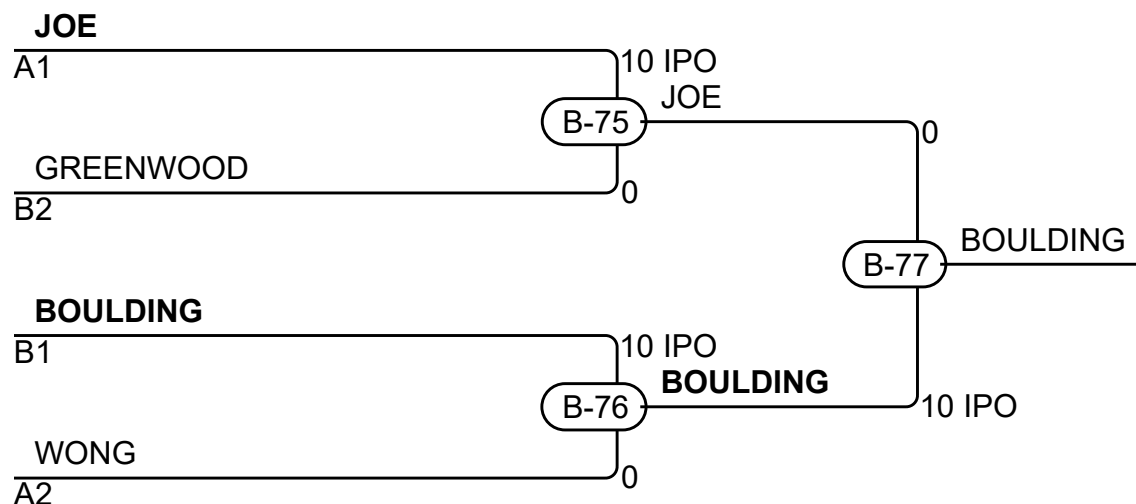 JOE
A1
10 IPO
JOE
B-75
0
GREENWOOD
0
B2
BOULDING
B-77
BOULDING
B1
10 IPO
BOULDING
B-76
10 IPO
WONG
0
A2